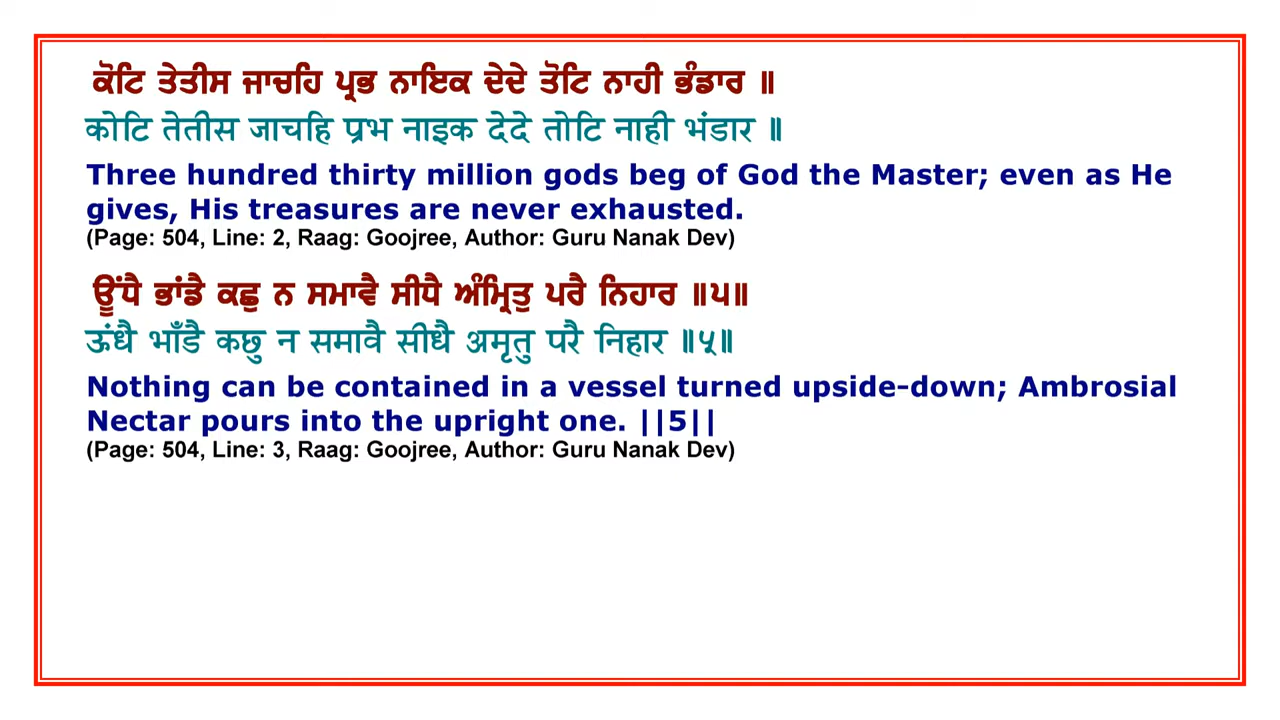 ਕੋਟਿ ਤੇਤੀਸ ਜਾਚਹਿ ਪ੍ਰਭ ਨਾਇਕ ਦੇਦੇ ਤੋਟਿ ਨਾਹੀ ਭੰਡਾਰ ॥
कोटि तेतीस जाचहि प्रभ नाइक देदे तोटि नाही भंडार ॥
Three hundred thirty million gods beg of God the Master; even as He
gives, His treasures are never exhausted.
(Page: 504, Line: 2, Raag: Goojree, Author: Guru Nanak Dev)
ਊਂਧੈ ਭਾਂਡੈ ਕਛੁ ਨ ਸਮਾਵੈ ਸੀਧੈ ਅੰਮ੍ਰਿਤੁ ਪਰੈ ਨਿਹਾਰ ॥੫॥
ऊंधै भाँडै कछु न समावै सीधै अमृतु परै निहार ॥५॥
Nothing can be contained in a vessel turned upside-down; Ambrosial
Nectar pours into the upright one. ||5||
(Page: 504, Line: 3, Raag: Goojree, Author: Guru Nanak Dev)